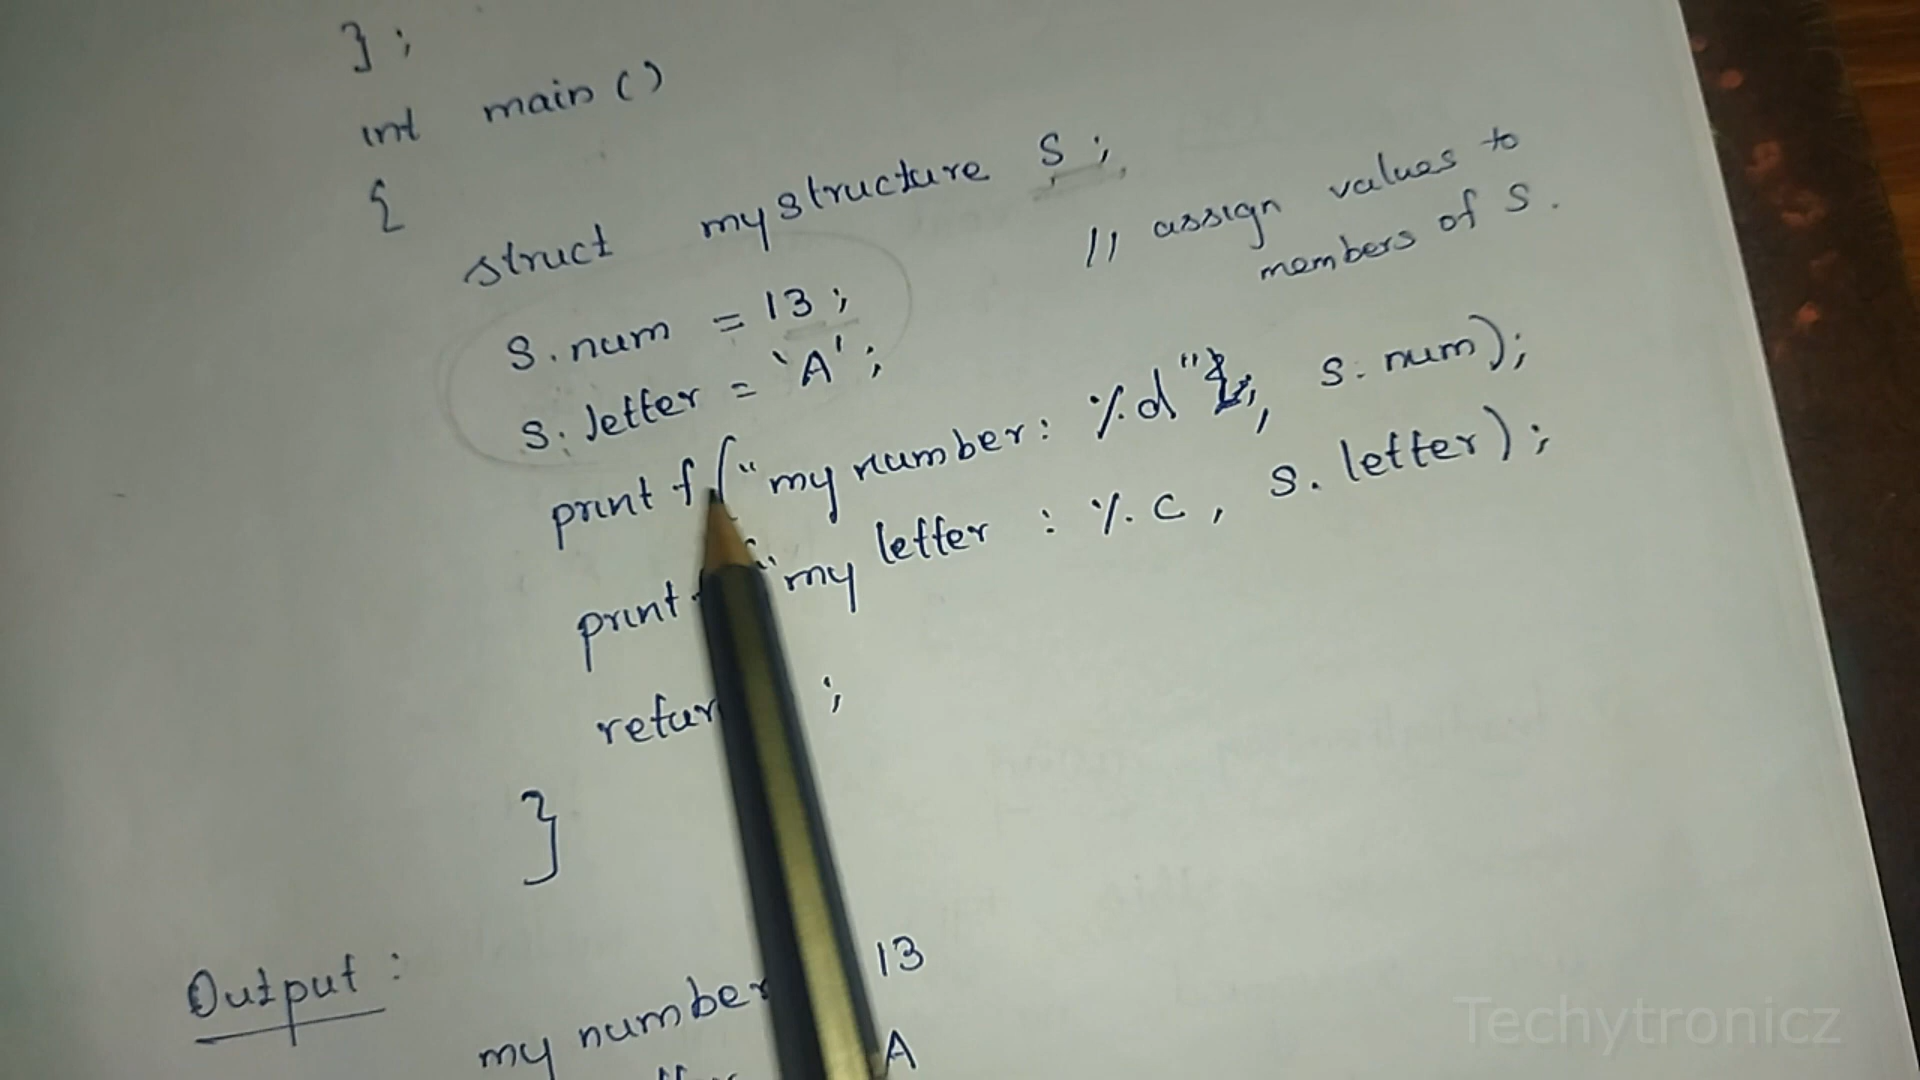 };
int main()
{
struct mystructure s;
// assign values to
members of s.
s.num = 13;
s.letter = 'A';
printf("my number: %d", s.num);
print "my letter : %c, s.letter);
;
}
Output:
my number 13
A
Techytronicz